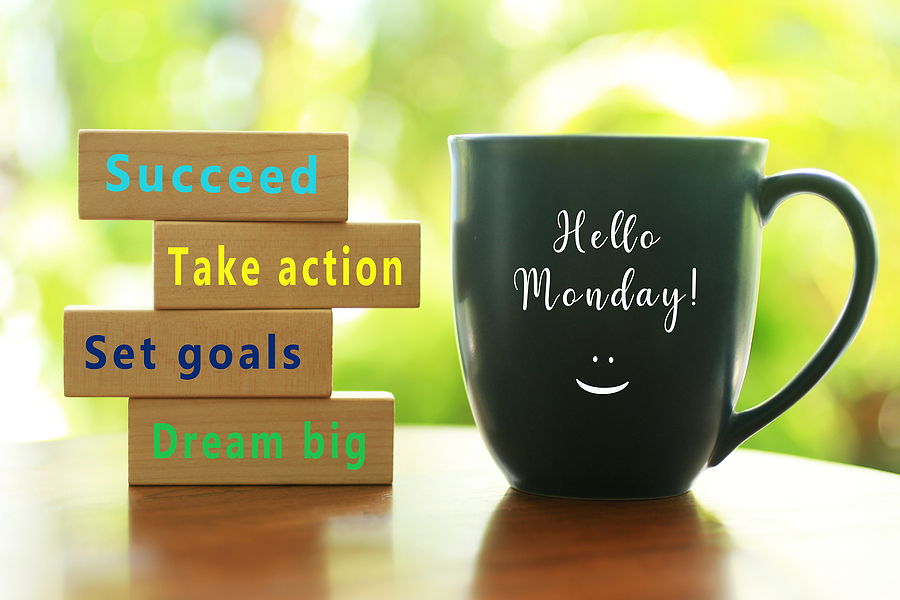 Succeed
Take action
Set goals
Dream big
Hello
Monday!